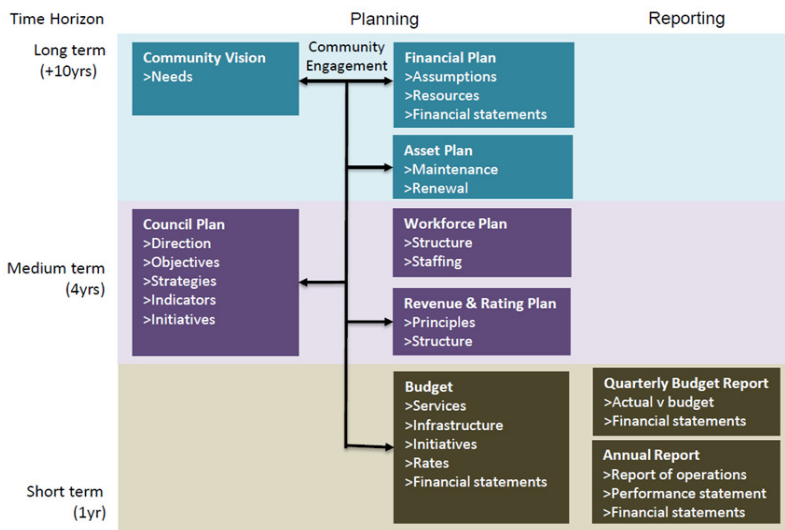 Time Horizon
Planning
Reporting
Long term
(+10yrs)
Community Vision
>Needs
Community
Engagement
Financial Plan
>Assumptions
>Resources
>Financial statements
Asset Plan
>Maintenance
>Renewal
Medium term
(4yrs)
Council Plan
>Direction
>Objectives
>Strategies
>Indicators
>Initiatives
Workforce Plan
>Structure
>Staffing
Revenue & Rating Plan
>Principles
>Structure
Short term
(1yr)
Budget
>Services
>Infrastructure
>Initiatives
>Rates
>Financial statements
Quarterly Budget Report
>Actual v budget
>Financial statements
Annual Report
>Report of operations
>Performance statement
>Financial statements